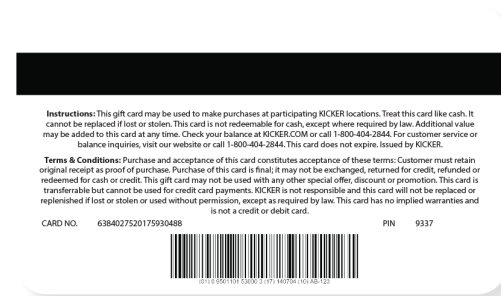 Instructions: This gift card may be used to make purchases at participating KICKER locations. Treat this card like cash. It
cannot be replaced if lost or stolen. This card is not redeemable for cash, except where required by law. Additional value
may be added to this card at any time. Check your balance at KICKER.COM or call 1-800-404-2844. For customer service or
balance inquiries, visit our website or call 1-800-404-2844. This card does not expire. Issued by KICKER.
Terms & Conditions: Purchase and acceptance of this card constitutes acceptance of these terms: Customer must retain
original receipt as proof of purchase. Purchase of this card is final; it may not be exchanged, returned for credit, refunded or
redeemed for cash or credit. This gift card may not be used with any other special offer, discount or promotion. This card is
transferrable but cannot be used for credit card payments. KICKER is not responsible and this card will not be replaced or
replenished if lost or stolen or used without permission, except as required by law. This card has no implied warranties and
is not a credit or debit card.
CARD NO. 6384027520175930488 PIN 9337
(01) 0 9501101 53000 3 (17) 140704 (10) AB-123